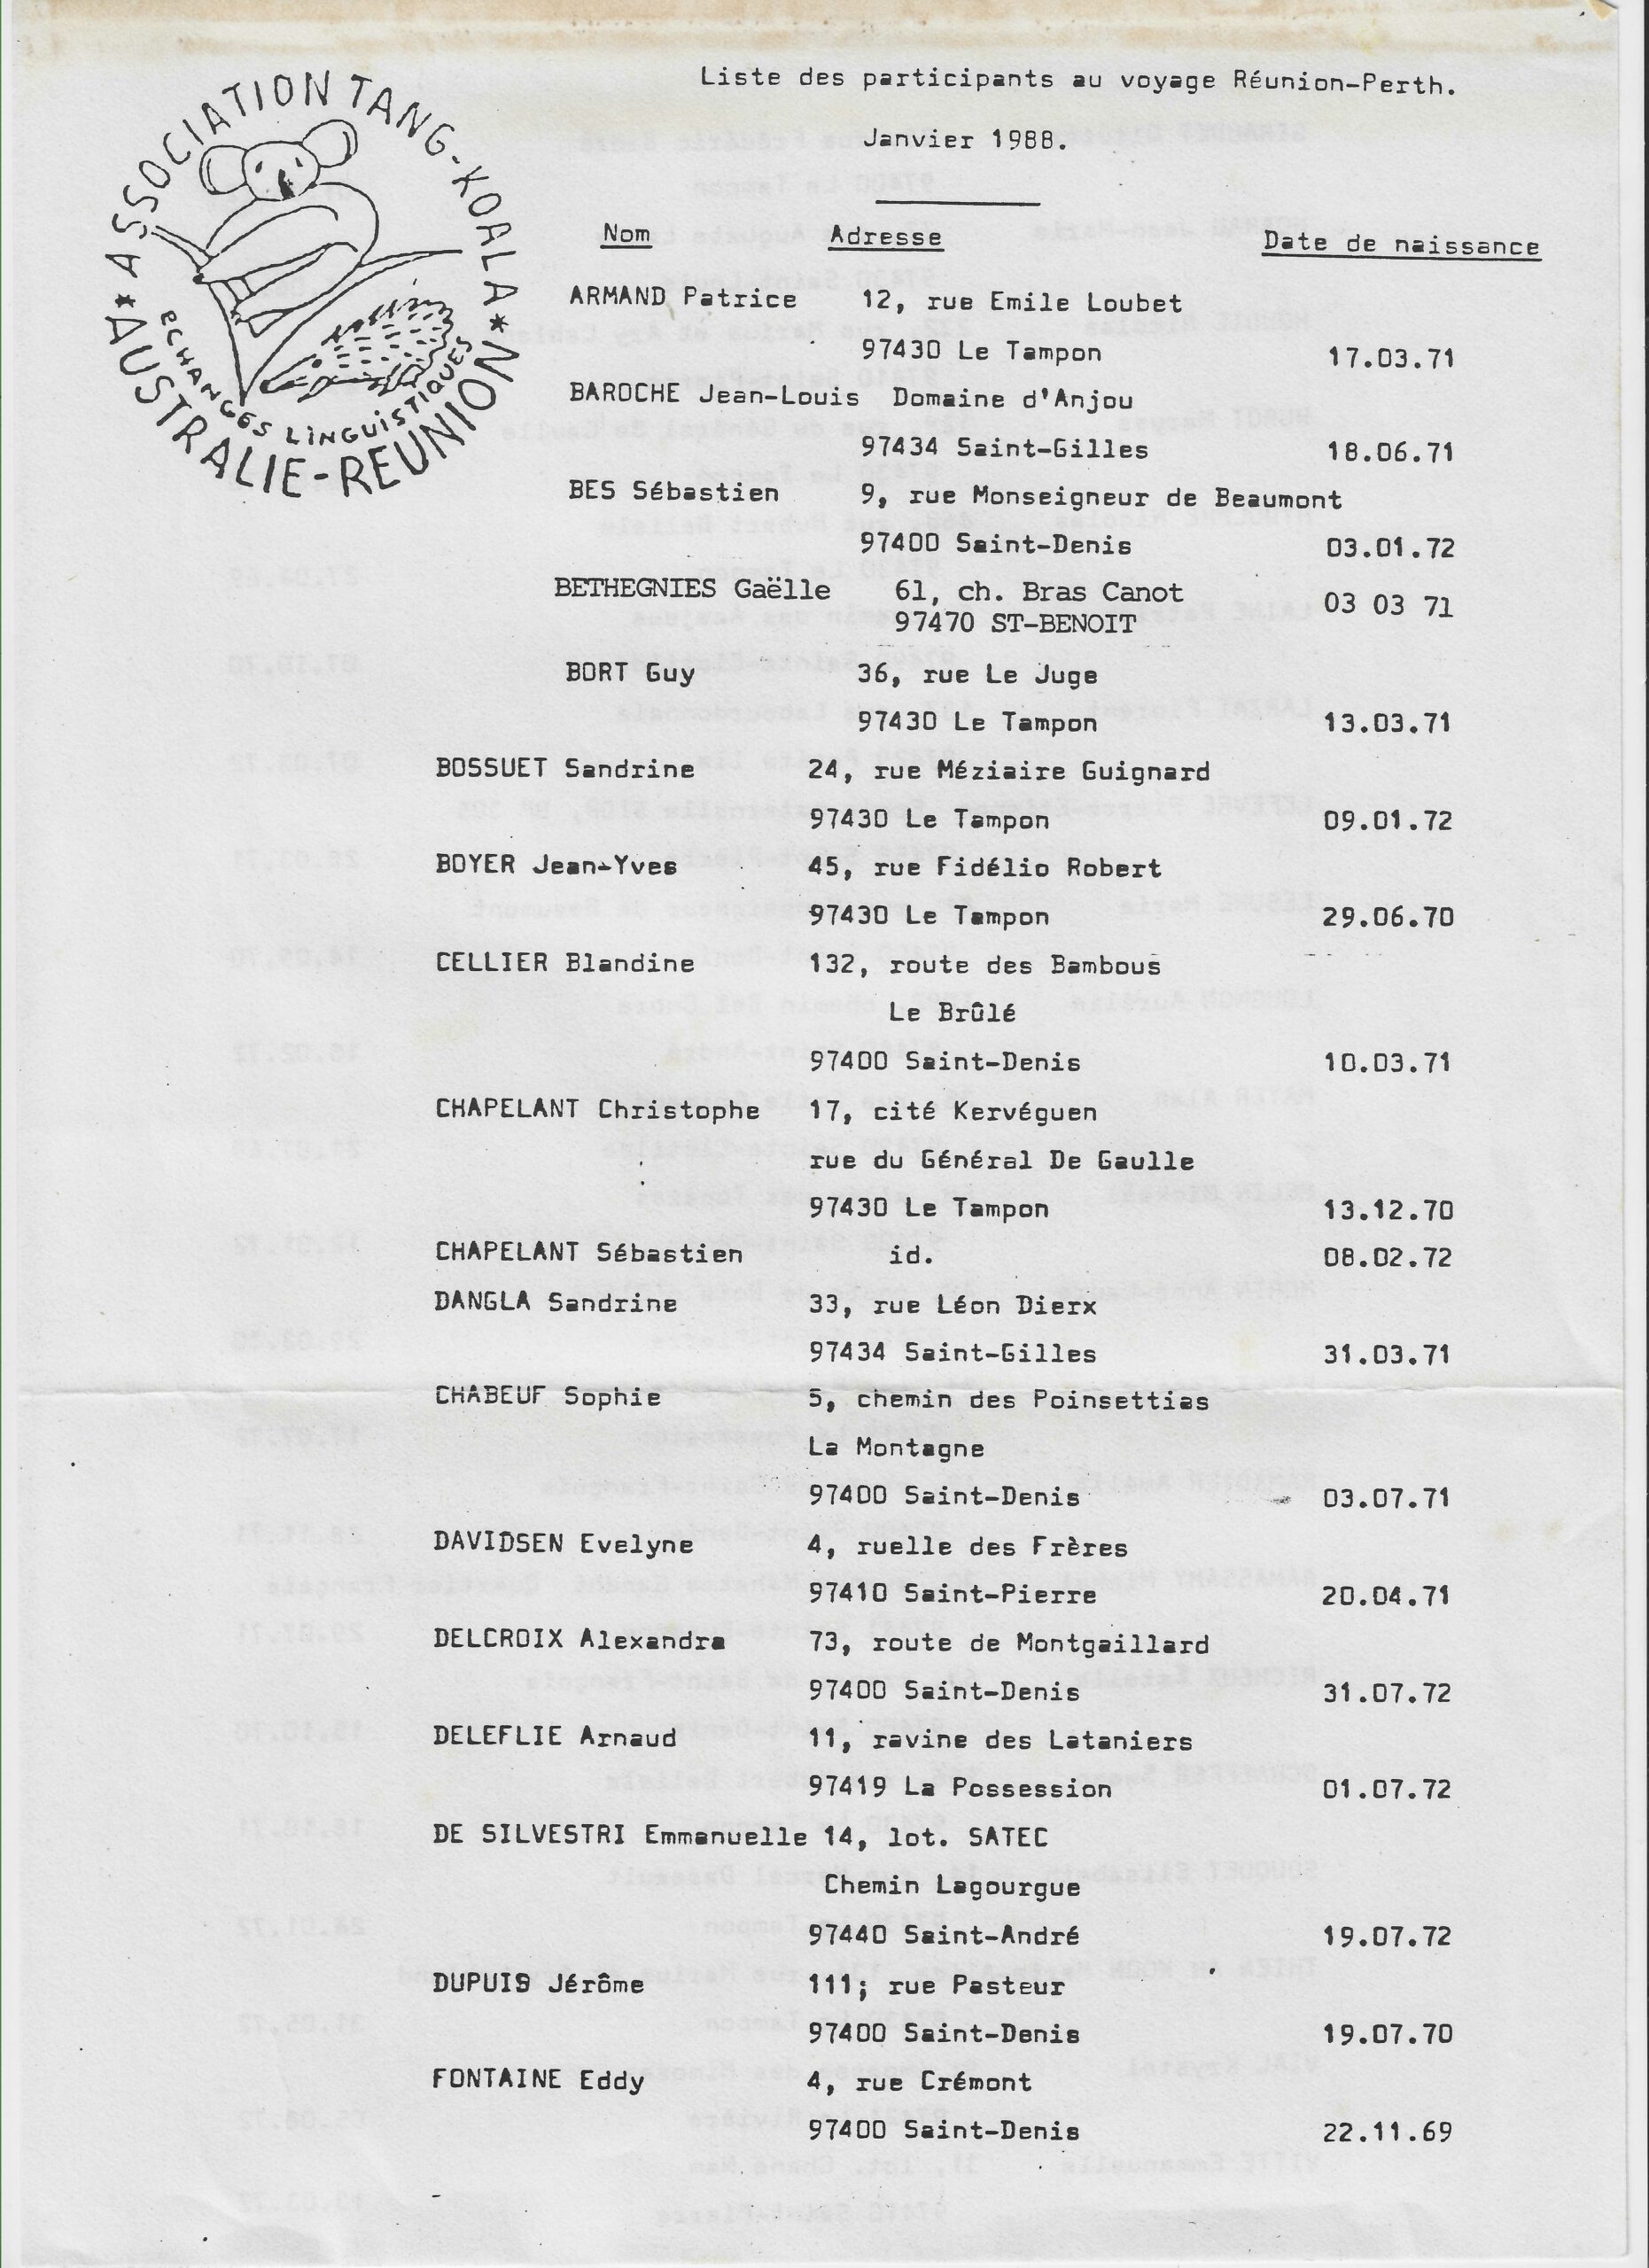 ASSOCIATION TANG-KOALA * AUSTRALIE-REUNION *
ECHANGES LINGUISTIQUES
Liste des participants au voyage Réunion-Perth.
Janvier 1988.
Nom Adresse Date de naissance
ARMAND Patrice 12, rue Emile Loubet
97430 Le Tampon 17.03.71
BAROCHE Jean-Louis Domaine d'Anjou
97434 Saint-Gilles 18.06.71
BES Sébastien 9, rue Monseigneur de Beaumont
97400 Saint-Denis 03.01.72
BETHEGNIES Gaëlle 61, ch. Bras Canot 03 03 71
97470 ST-BENOIT
BORT Guy 36, rue Le Juge
97430 Le Tampon 13.03.71
BOSSUET Sandrine 24, rue Méziaire Guignard
97430 Le Tampon 09.01.72
BOYER Jean-Yves 45, rue Fidélio Robert
97430 Le Tampon 29.06.70
CELLIER Blandine 132, route des Bambous
Le Brûlé
97400 Saint-Denis 10.03.71
CHAPELANT Christophe 17, cité Kervéguen
rue du Général De Gaulle
97430 Le Tampon 13.12.70
CHAPELANT Sébastien id. 08.02.72
DANGLA Sandrine 33, rue Léon Dierx
97434 Saint-Gilles 31.03.71
CHABEUF Sophie 5, chemin des Poinsettias
La Montagne
97400 Saint-Denis 03.07.71
DAVIDSEN Evelyne 4, ruelle des Frères
97410 Saint-Pierre 20.04.71
DELCROIX Alexandra 73, route de Montgaillard
97400 Saint-Denis 31.07.72
DELEFLIE Arnaud 11, ravine des Lataniers
97419 La Possession 01.07.72
DE SILVESTRI Emmanuelle 14, lot. SATEC
Chemin Lagourgue
97440 Saint-André 19.07.72
DUPUIS Jérôme 111; rue Pasteur
97400 Saint-Denis 19.07.70
FONTAINE Eddy 4, rue Crémont
97400 Saint-Denis 22.11.69